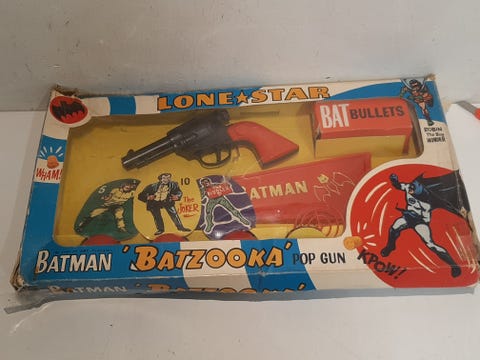 LONE STAR
BAT BULLETS
ROBIN
The Boy
WONDER
WHAM!
5
10
The
JOKER
BATMAN
KPOW!
BATMAN 'BATZOOKA' POP GUN
BATMAN 'BATZOOKA'